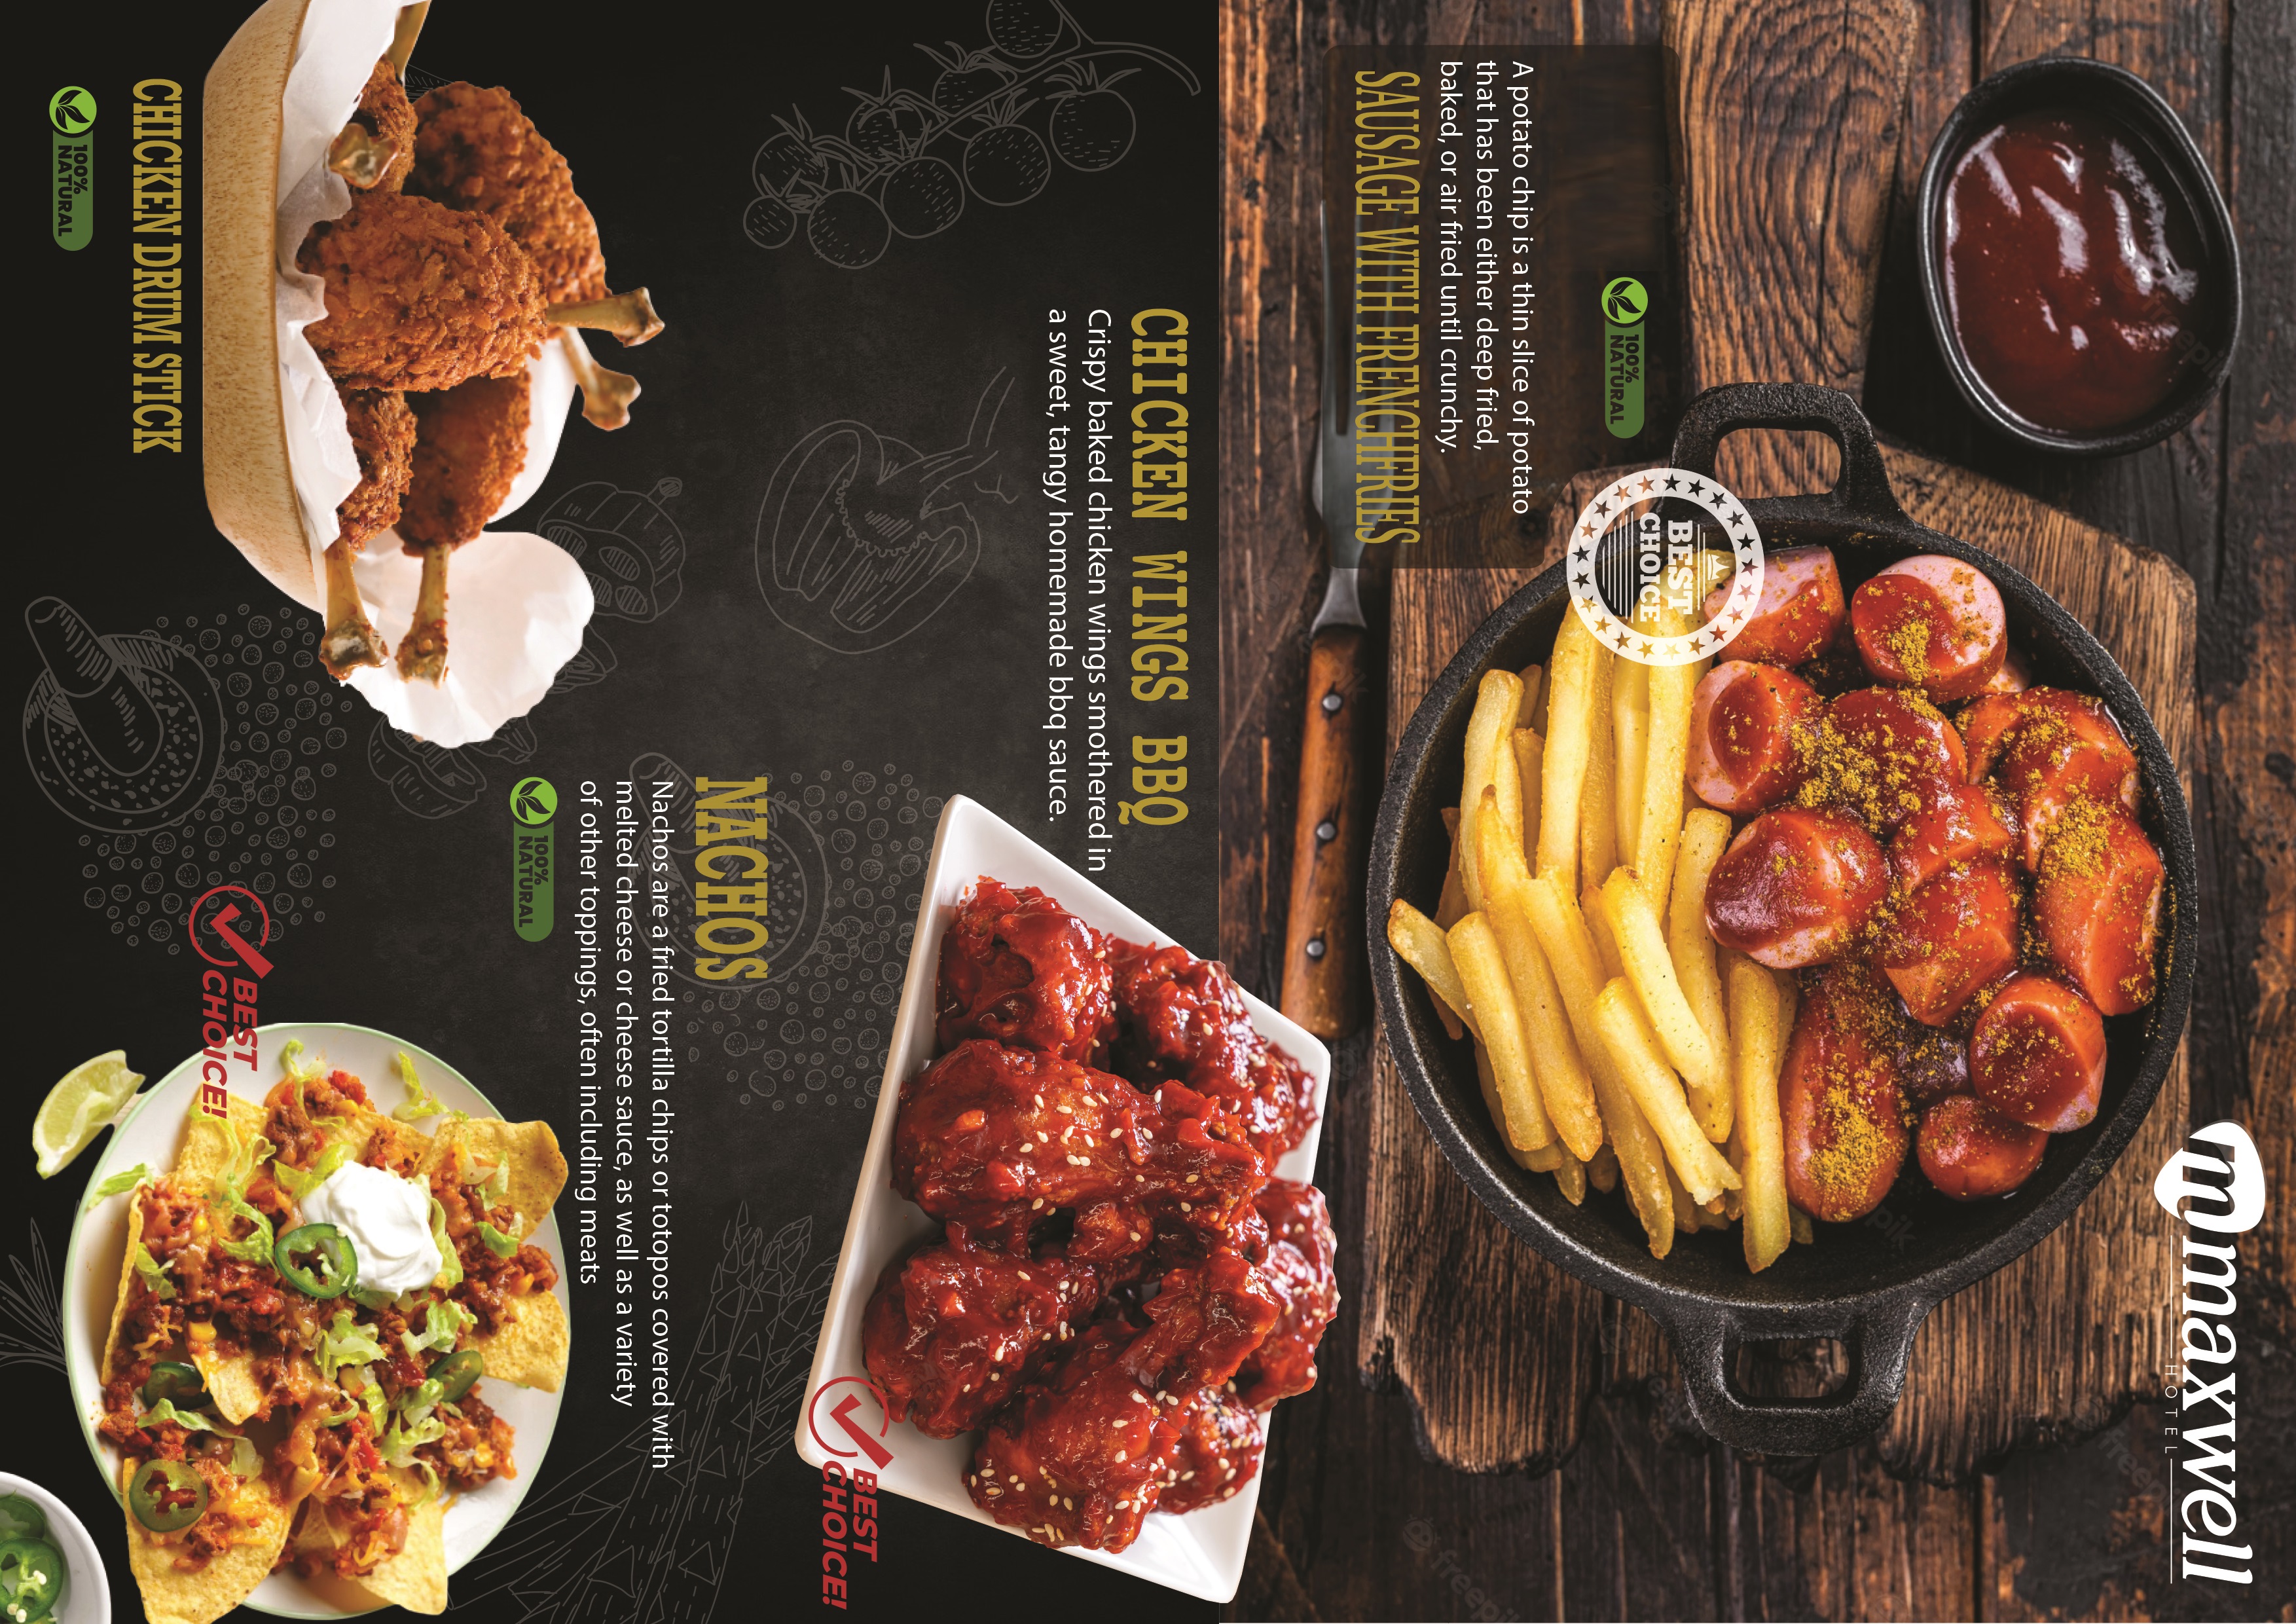 maxwell
HOTEL
BEST
CHOICE
100%
NATURAL
A potato chip is a thin slice of potato
that has been either deep fried,
baked, or air fried until crunchy.
SAUSAGE WITH FRENCHFRIES
CHICKEN WINGS BBQ
Crispy baked chicken wings smothered in
a sweet, tangy homemade bbq sauce.
BEST
CHOICE!
NACHOS
Nachos are a fried tortilla chips or totopos covered with
melted cheese or cheese sauce, as well as a variety
of other toppings, often including meats
100%
NATURAL
BEST
CHOICE!
CHICKEN DRUM STICK
100%
NATURAL